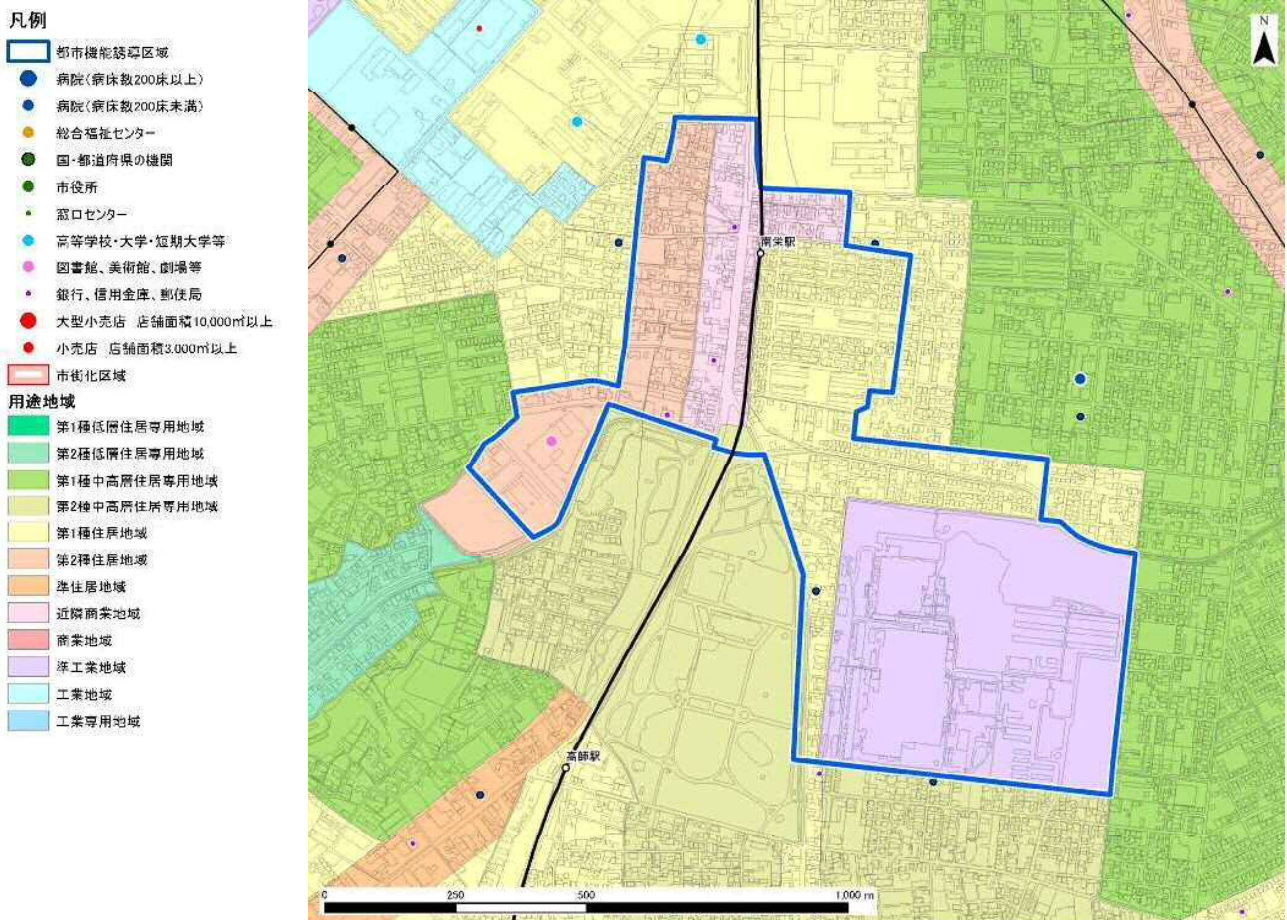 凡例
都市機能誘導区域
病院(病床数200床以上)
病院(病床数200床未満)
総合福祉センター
国・都道府県の機関
市役所
窓口センター
高等学校・大学・短期大学等
図書館、美術館、劇場等
銀行、信用金庫、郵便局
大型小売店 店舗面積10,000㎡以上
小売店 店舗面積3,000㎡以上
市街化区域
用途地域
第1種低層住居専用地域
第2種低層住居専用地域
第1種中高層住居専用地域
第2種中高層住居専用地域
第1種住居地域
第2種住居地域
準住居地域
近隣商業地域
商業地域
準工業地域
工業地域
工業専用地域
N
南栄駅
高師駅
0 250 500 1,000 m